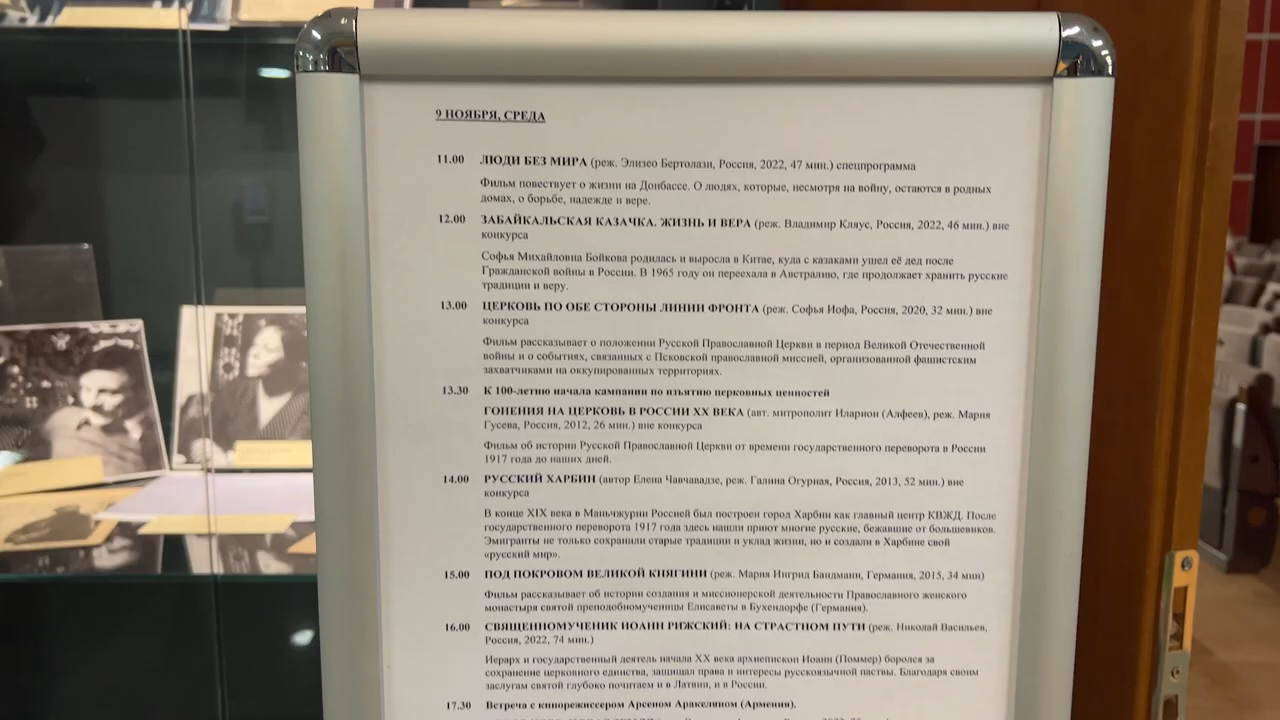 9 НОЯБРЯ, СРЕДА
11.00 ЛЮДИ БЕЗ МИРА (реж. Элизео Бертолази, Россия, 2022, 47 мин.) спецпрограмма
Фильм повествует о жизни на Донбассе. О людях, которые, несмотря на войну, остаются в родных
домах, о борьбе, надежде и вере.
12.00 ЗАБАЙКАЛЬСКАЯ КАЗАЧКА. ЖИЗНЬ И ВЕРА (реж. Владимир Кляус, Россия, 2022, 46 мин.) вне
конкурса
Софья Михайловна Бойкова родилась и выросла в Китае, куда с казаками ушел её дед после
Гражданской войны в России. В 1965 году он переехала в Австралию, где продолжает хранить русские
традиции и веру.
13.00 ЦЕРКОВЬ ПО ОБЕ СТОРОНЫ ЛИНИИ ФРОНТА (реж. Софья Иофа, Россия, 2020, 32 мин.) вне
конкурса
Фильм рассказывает о положении Русской Православной Церкви в период Великой Отечественной
войны и о событиях, связанных с Псковской православной миссией, организованной фашистским
захватчиками на оккупированных территориях.
13.30 К 100-летию начала кампании по изъятию церковных ценностей
ГОНЕНИЯ НА ЦЕРКОВЬ В РОССИИ XX ВЕКА (авт. митрополит Иларион (Алфеев), реж. Мария
Гусева, Россия, 2012, 26 мин.) вне конкурса
Фильм об истории Русской Православной Церкви от времени государственного переворота в России
1917 года до наших дней.
14.00 РУССКИЙ ХАРБИН (автор Елена Чавчавадзе, реж. Галина Огурная, Россия, 2013, 52 мин.) вне
конкурса
В конце XIX века в Маньчжурии Россией был построен город Харбин как главный центр КВЖД. После
государственного переворота 1917 года здесь нашли приют многие русские, бежавшие от большевиков.
Эмигранты не только сохранили старые традиции и уклад жизни, но и создали в Харбине свой
«русский мир».
15.00 ПОД ПОКРОВОМ ВЕЛИКОЙ КНЯГИНИ (реж. Мария Ингрид Бандманн, Германия, 2015, 34 мин)
Фильм рассказывает об истории создания и миссионерской деятельности Православного женского
монастыря святой преподобномученицы Елисаветы в Бухендорфе (Германия).
16.00 СВЯЩЕННОМУЧЕНИК ИОАНН РИЖСКИЙ: НА СТРАСТНОМ ПУТИ (реж. Николай Васильев,
Россия, 2022, 74 мин.)
Иерарх и государственный деятель начала XX века архиепископ Иоанн (Поммер) боролся за
сохранение церковного единства, защищал права и интересы русскоязычной паствы. Благодаря своим
заслугам святой глубоко почитаем и в Латвии, и в России.
17.30 Встреча с кинорежиссером Арсеном Аракеляном (Армения).